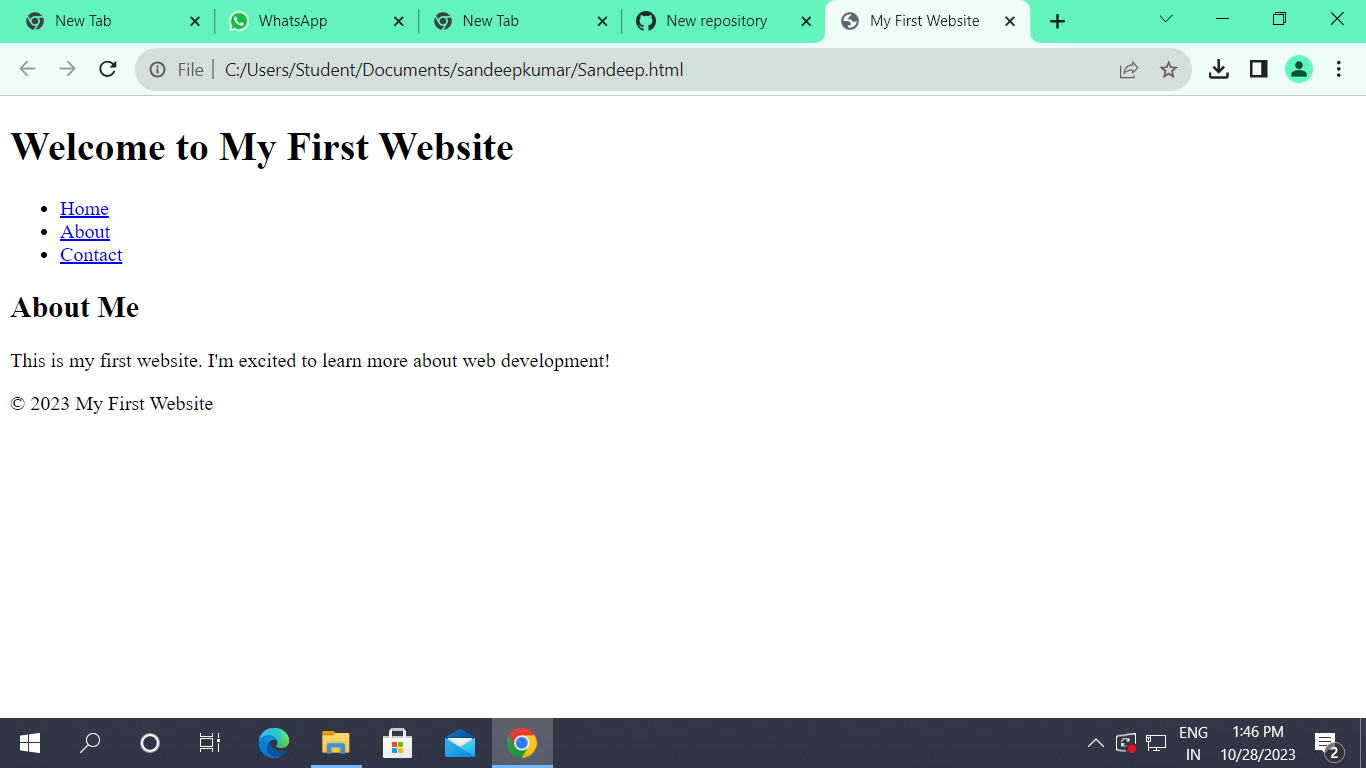 New Tab
WhatsApp
New Tab
New repository
My First Website
File
C:/Users/Student/Documents/sandeepkumar/Sandeep.html
Welcome to My First Website
Home
About
Contact
About Me
This is my first website. I'm excited to learn more about web development!
© 2023 My First Website
ENG
IN
1:46 PM
10/28/2023
2